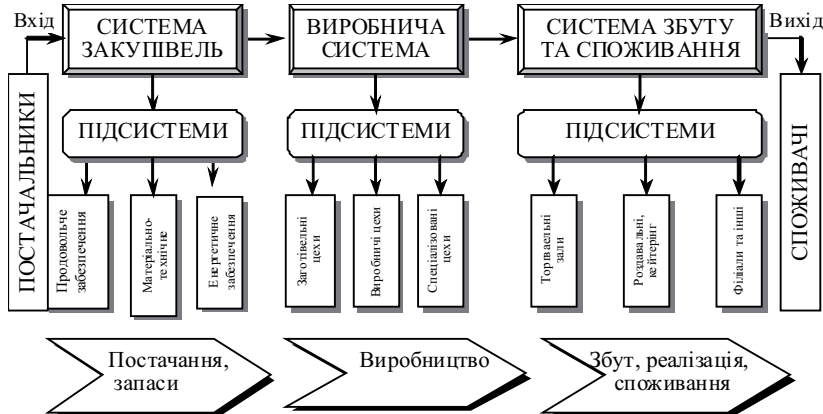 Вхід
СИСТЕМА
ЗАКУПІВЕЛЬ
ВИРОБНИЧА
СИСТЕМА
СИСТЕМА ЗБУТУ
ТА СПОЖИВАННЯ
Вихід
ПОСТАЧАЛЬНИКИ
ПІДСИСТЕМИ
ПІДСИСТЕМИ
ПІДСИСТЕМИ
СПОЖИВАЧІ
Продовольче
забезпечення
Матеріально-
технічне
Енергетичне
забезпечення
Заготівельні
цехи
Виробничі цехи
Спеціалізовані
цехи
Торгівельні
зали
Роздавальні,
кейтерінг
Філіали та інші
Постачання,
запаси
Виробництво
Збут, реалізація,
споживання